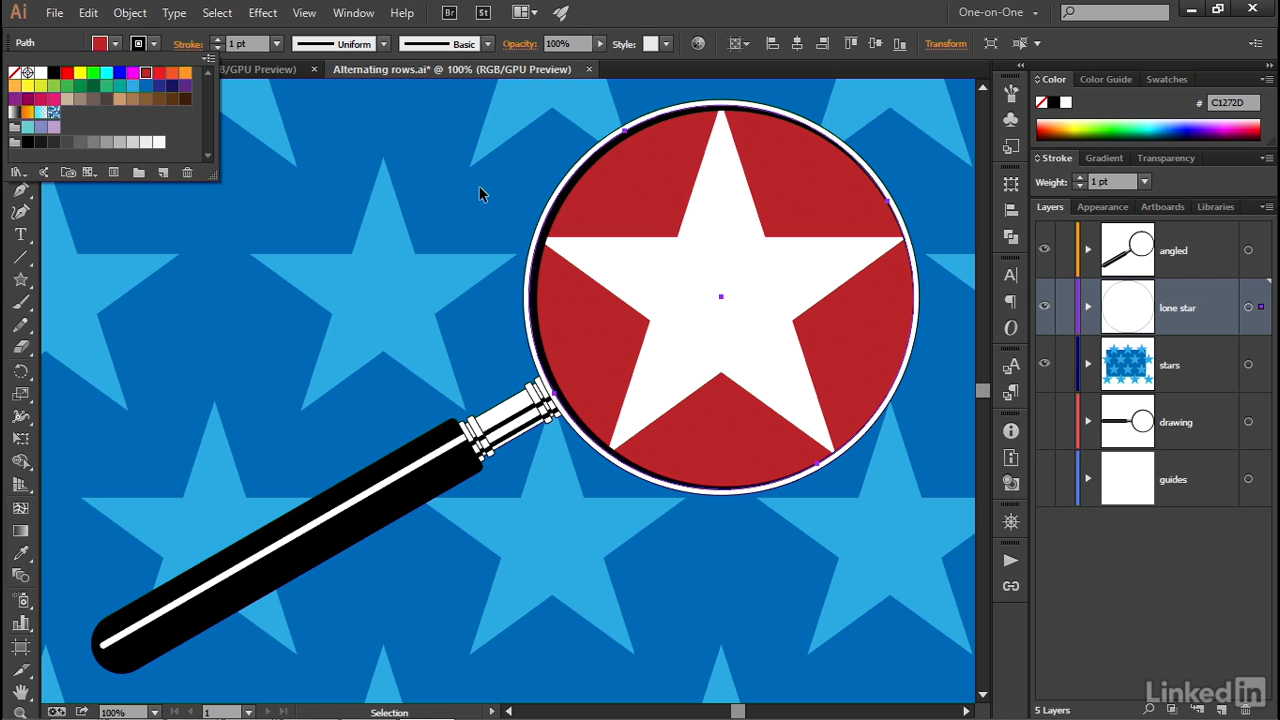 Ai File Edit Object Type Select Effect View Window Help Br St One-on-One
Path Stroke: 1 pt Uniform Basic Opacity: 100% Style: Transform
B/GPU Preview) × Alternating rows.ai* @ 100% (RGB/GPU Preview) ×
Color Color Guide Swatches
# C1272D
Stroke Gradient Transparency
Weight: 1 pt
Layers Appearance Artboards Libraries
angled
lone star
stars
drawing
guides
100% 1 Selection 5 Layers
LinkedIn